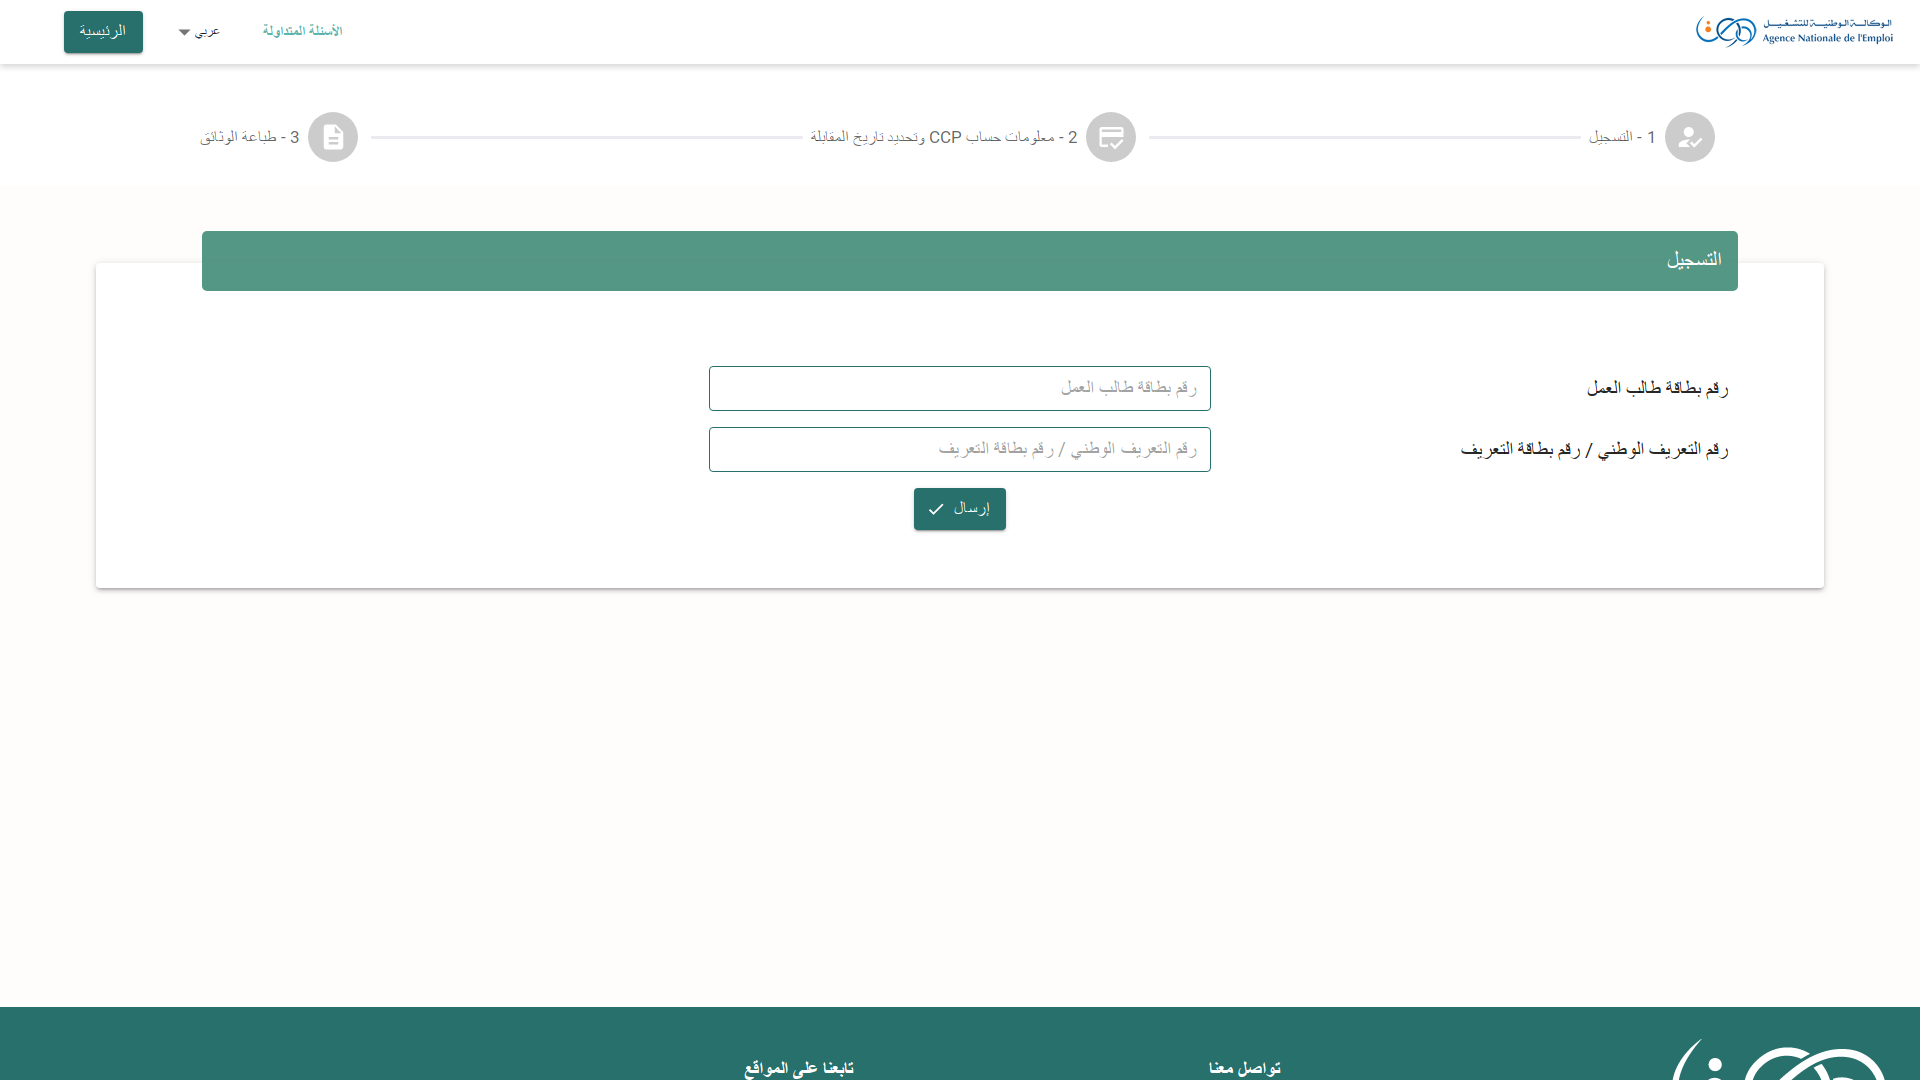 الوكالة الوطنية للتشغيل
Agence Nationale de l'Emploi
الأسئلة المتداولة
عربي
الرئيسية
1 - التسجيل
2 - معلومات حساب CCP وتحديد تاريخ المقابلة
3 - طباعة الوثائق
التسجيل
رقم بطاقة طالب العمل
رقم بطاقة طالب العمل
رقم التعريف الوطني / رقم بطاقة التعريف
رقم التعريف الوطني / رقم بطاقة التعريف
إرسال
تواصل معنا
تابعنا على المواقع